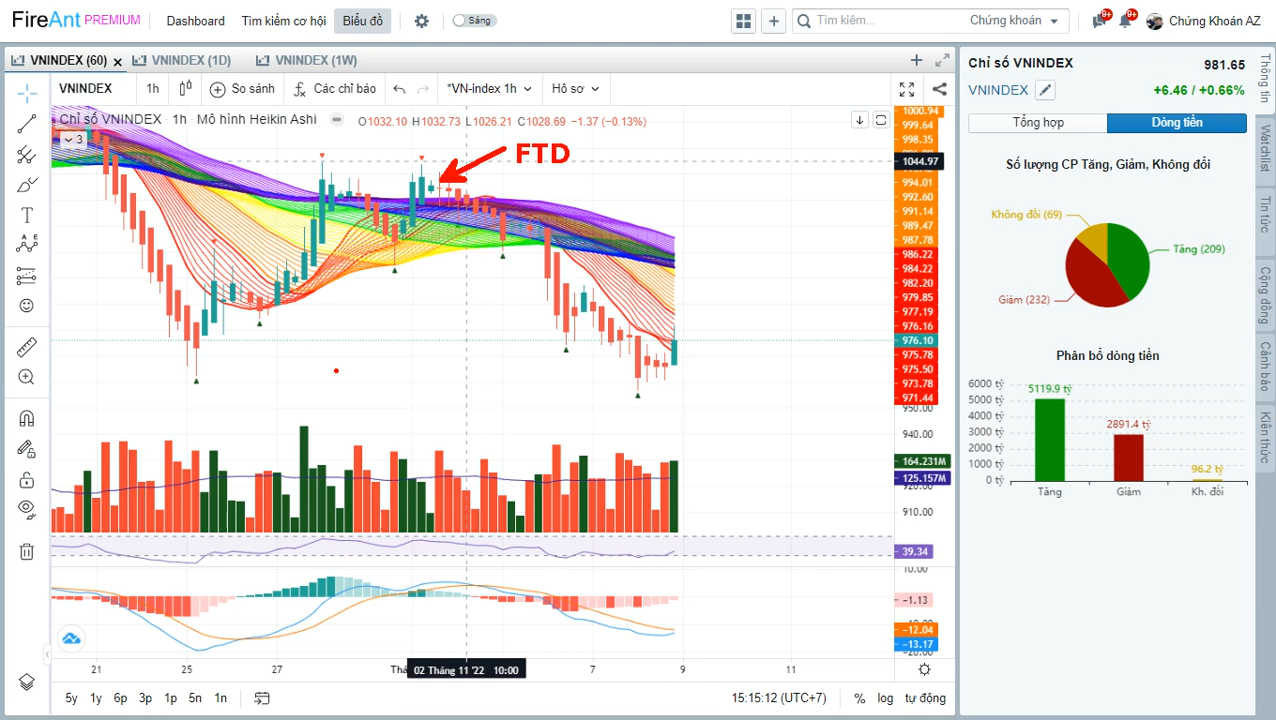 FireAnt PREMIUM
Dashboard
Tìm kiếm cơ hội
Biểu đồ
Sáng
Tìm kiếm...
Chứng khoán
9+
9+
Chứng Khoán AZ
VNINDEX (60)
VNINDEX (1D)
VNINDEX (1W)
VNINDEX
1h
So sánh
Các chỉ báo
*VN-index 1h
Hồ sơ
Chỉ số VNINDEX · 1h · Mô hình Heikin Ashi
O1032.10 H1032.73 L1026.21 C1028.69 −1.37 (−0.13%)
3
FTD
1000.94
999.64
998.35
1044.97
994.01
992.60
991.14
989.47
987.78
986.22
984.22
982.20
979.85
977.19
976.16
976.10
975.78
975.50
973.78
971.44
950.00
940.00
164.231M
125.157M
920.00
910.00
39.34
10.00
−1.13
−12.04
−13.17
−20.00
21
25
27
Thá
02 Tháng 11 '22 10:00
7
9
11
5y
1y
6p
3p
1p
5n
1n
15:15:12 (UTC+7)
%
log
tự động
Chỉ số VNINDEX
981.65
VNINDEX
+6.46 / +0.66%
Tổng hợp
Dòng tiền
Số lượng CP Tăng, Giảm, Không đổi
Không đổi (69)
Tăng (209)
Giảm (232)
Phân bổ dòng tiền
6000 tỷ
5000 tỷ
4000 tỷ
3000 tỷ
2000 tỷ
1000 tỷ
0 tỷ
5119.9 tỷ
2891.4 tỷ
96.2 tỷ
Tăng
Giảm
Kh. đổi
Thông tin
Watchlist
Tin tức
Cộng đồng
Cảnh báo
Kiến thức